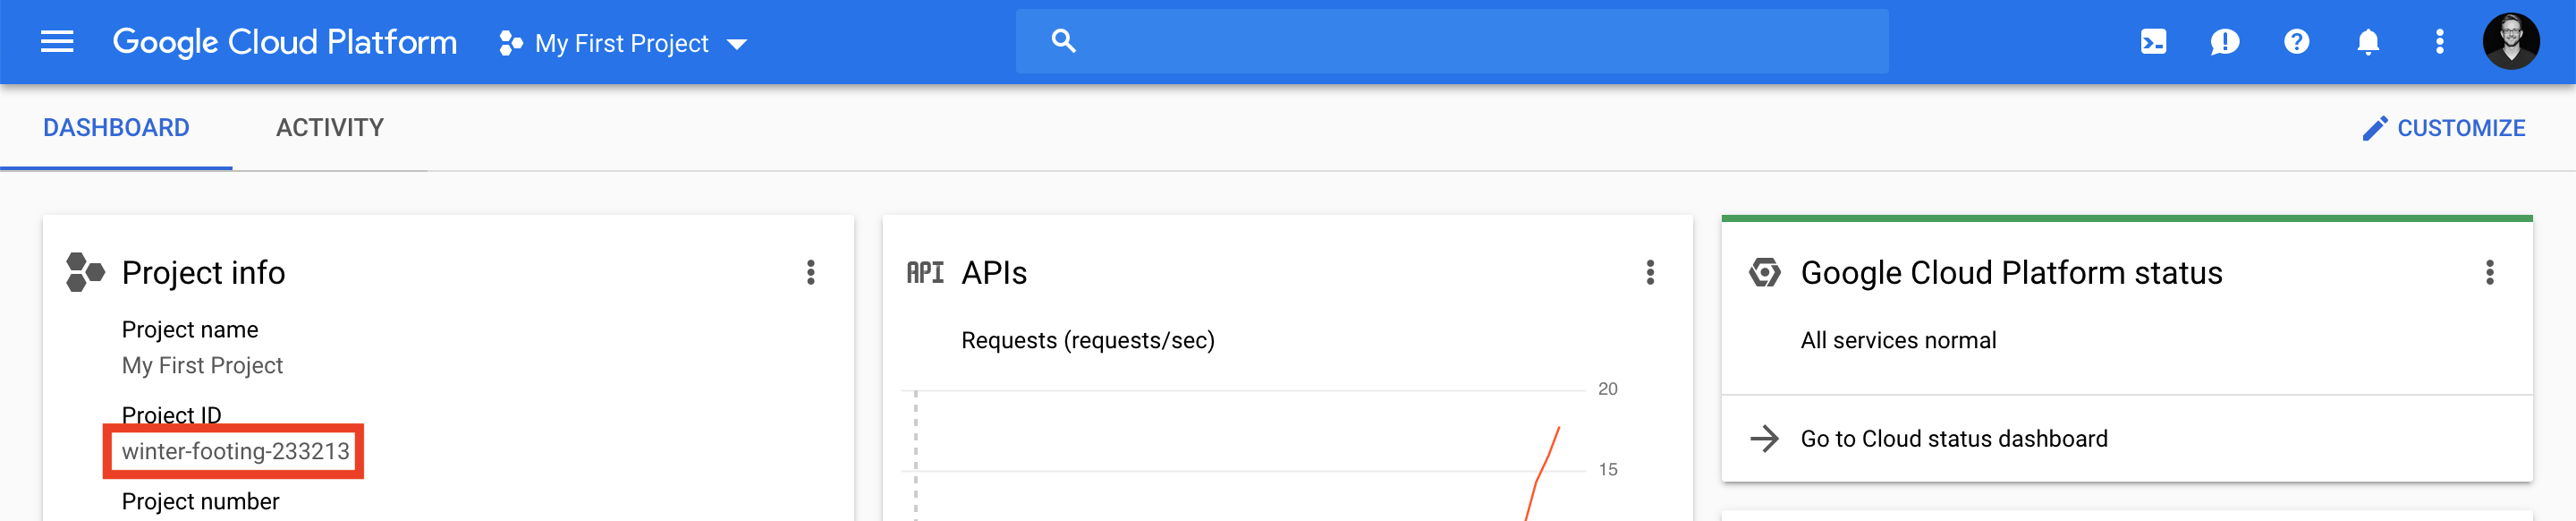 Google Cloud Platform
My First Project
DASHBOARD
ACTIVITY
CUSTOMIZE
Project info
Project name
My First Project
Project ID
winter-footing-233213
Project number
API APIs
Requests (requests/sec)
20
15
Google Cloud Platform status
All services normal
Go to Cloud status dashboard